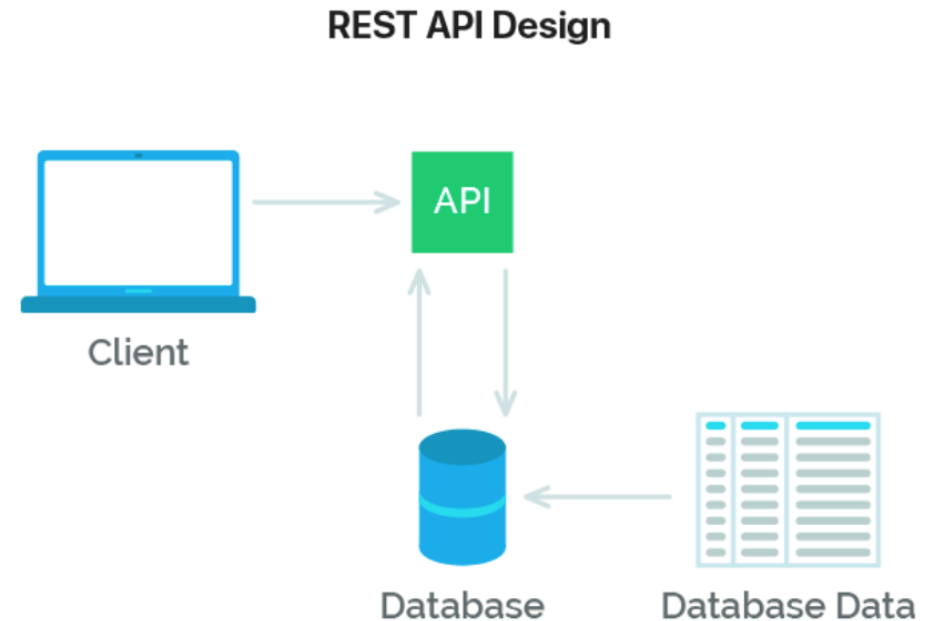 REST API Design
API
Client
Database
Database Data